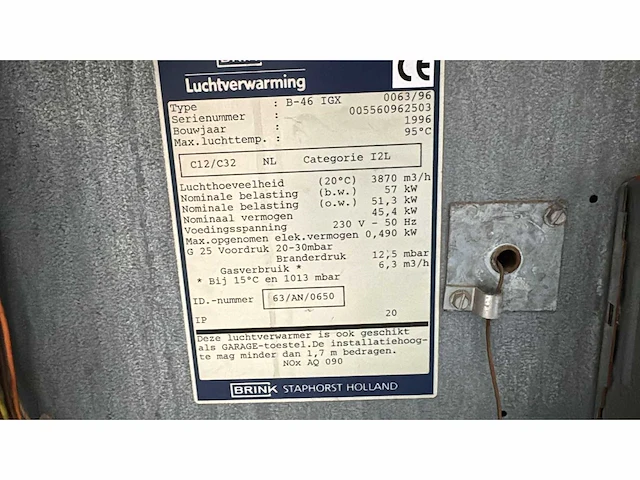 BRINK
CE
Luchtverwarming
Type : B-46 IGX 0063/96
Serienummer : 005560962503
Bouwjaar : 1996
Max.luchttemp. : 95°C
C12/C32 NL Categorie I2L
Luchthoeveelheid (20°C) 3870 m3/h
Nominale belasting (b.w.) 57 kW
Nominale belasting (o.w.) 51,3 kW
Nominaal vermogen 45,4 kW
Voedingsspanning 230 V - 50 Hz
Max.opgenomen elek.vermogen 0,490 kW
G 25 Voordruk 20-30mbar
Branderdruk 12,5 mbar
Gasverbruik * 6,3 m3/h
* Bij 15°C en 1013 mbar
ID.-nummer 63/AN/0650
IP 20
Deze luchtverwarmer is ook geschikt
als GARAGE-toestel.De installatiehoog-
te mag minder dan 1,7 m bedragen.
NOx AQ 090
BRINK STAPHORST HOLLAND